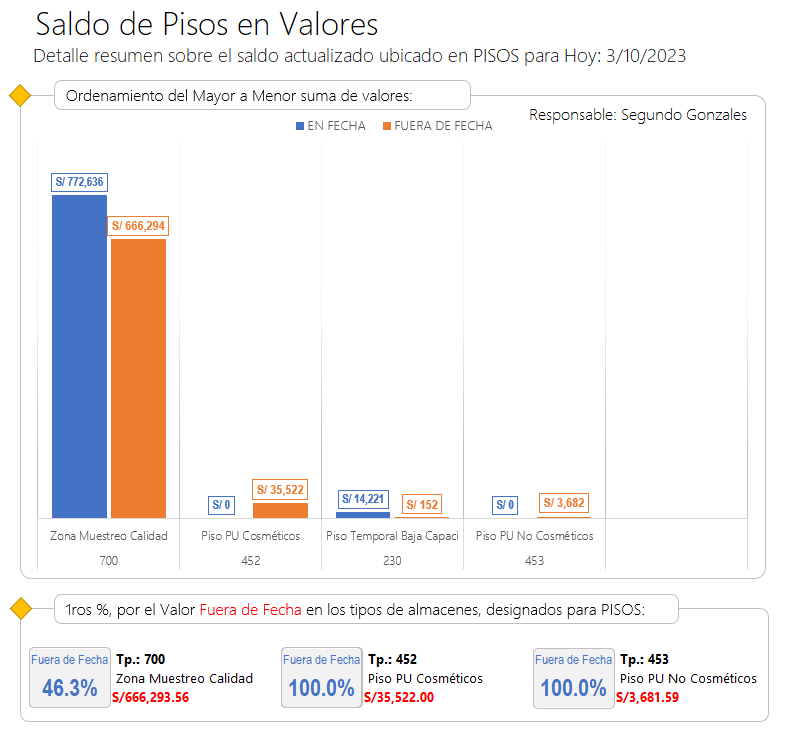 Saldo de Pisos en Valores
Detalle resumen sobre el saldo actualizado ubicado en PISOS para Hoy: 3/10/2023
Ordenamiento del Mayor a Menor suma de valores:
Responsable: Segundo Gonzales
EN FECHA FUERA DE FECHA
S/ 772,636
S/ 666,294
S/ 0
S/ 35,522
S/ 14,221
S/ 152
S/ 0
S/ 3,682
Zona Muestreo Calidad Piso PU Cosméticos Piso Temporal Baja Capaci Piso PU No Cosméticos
700 452 230 453
1ros %, por el Valor Fuera de Fecha en los tipos de almacenes, designados para PISOS:
Fuera de Fecha
46.3%
Tp.: 700
Zona Muestreo Calidad
S/666,293.56
Fuera de Fecha
100.0%
Tp.: 452
Piso PU Cosméticos
S/35,522.00
Fuera de Fecha
100.0%
Tp.: 453
Piso PU No Cosméticos
S/3,681.59